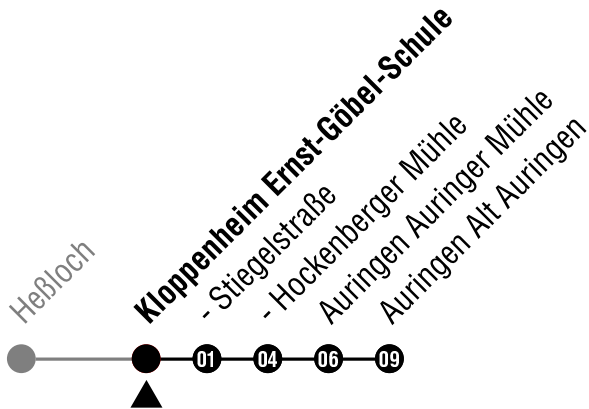 Heßloch
Kloppenheim Ernst-Göbel-Schule
- Stiegelstraße
- Hockenberger Mühle
Auringen Auringer Mühle
Auringen Alt Auringen
01
04
06
09